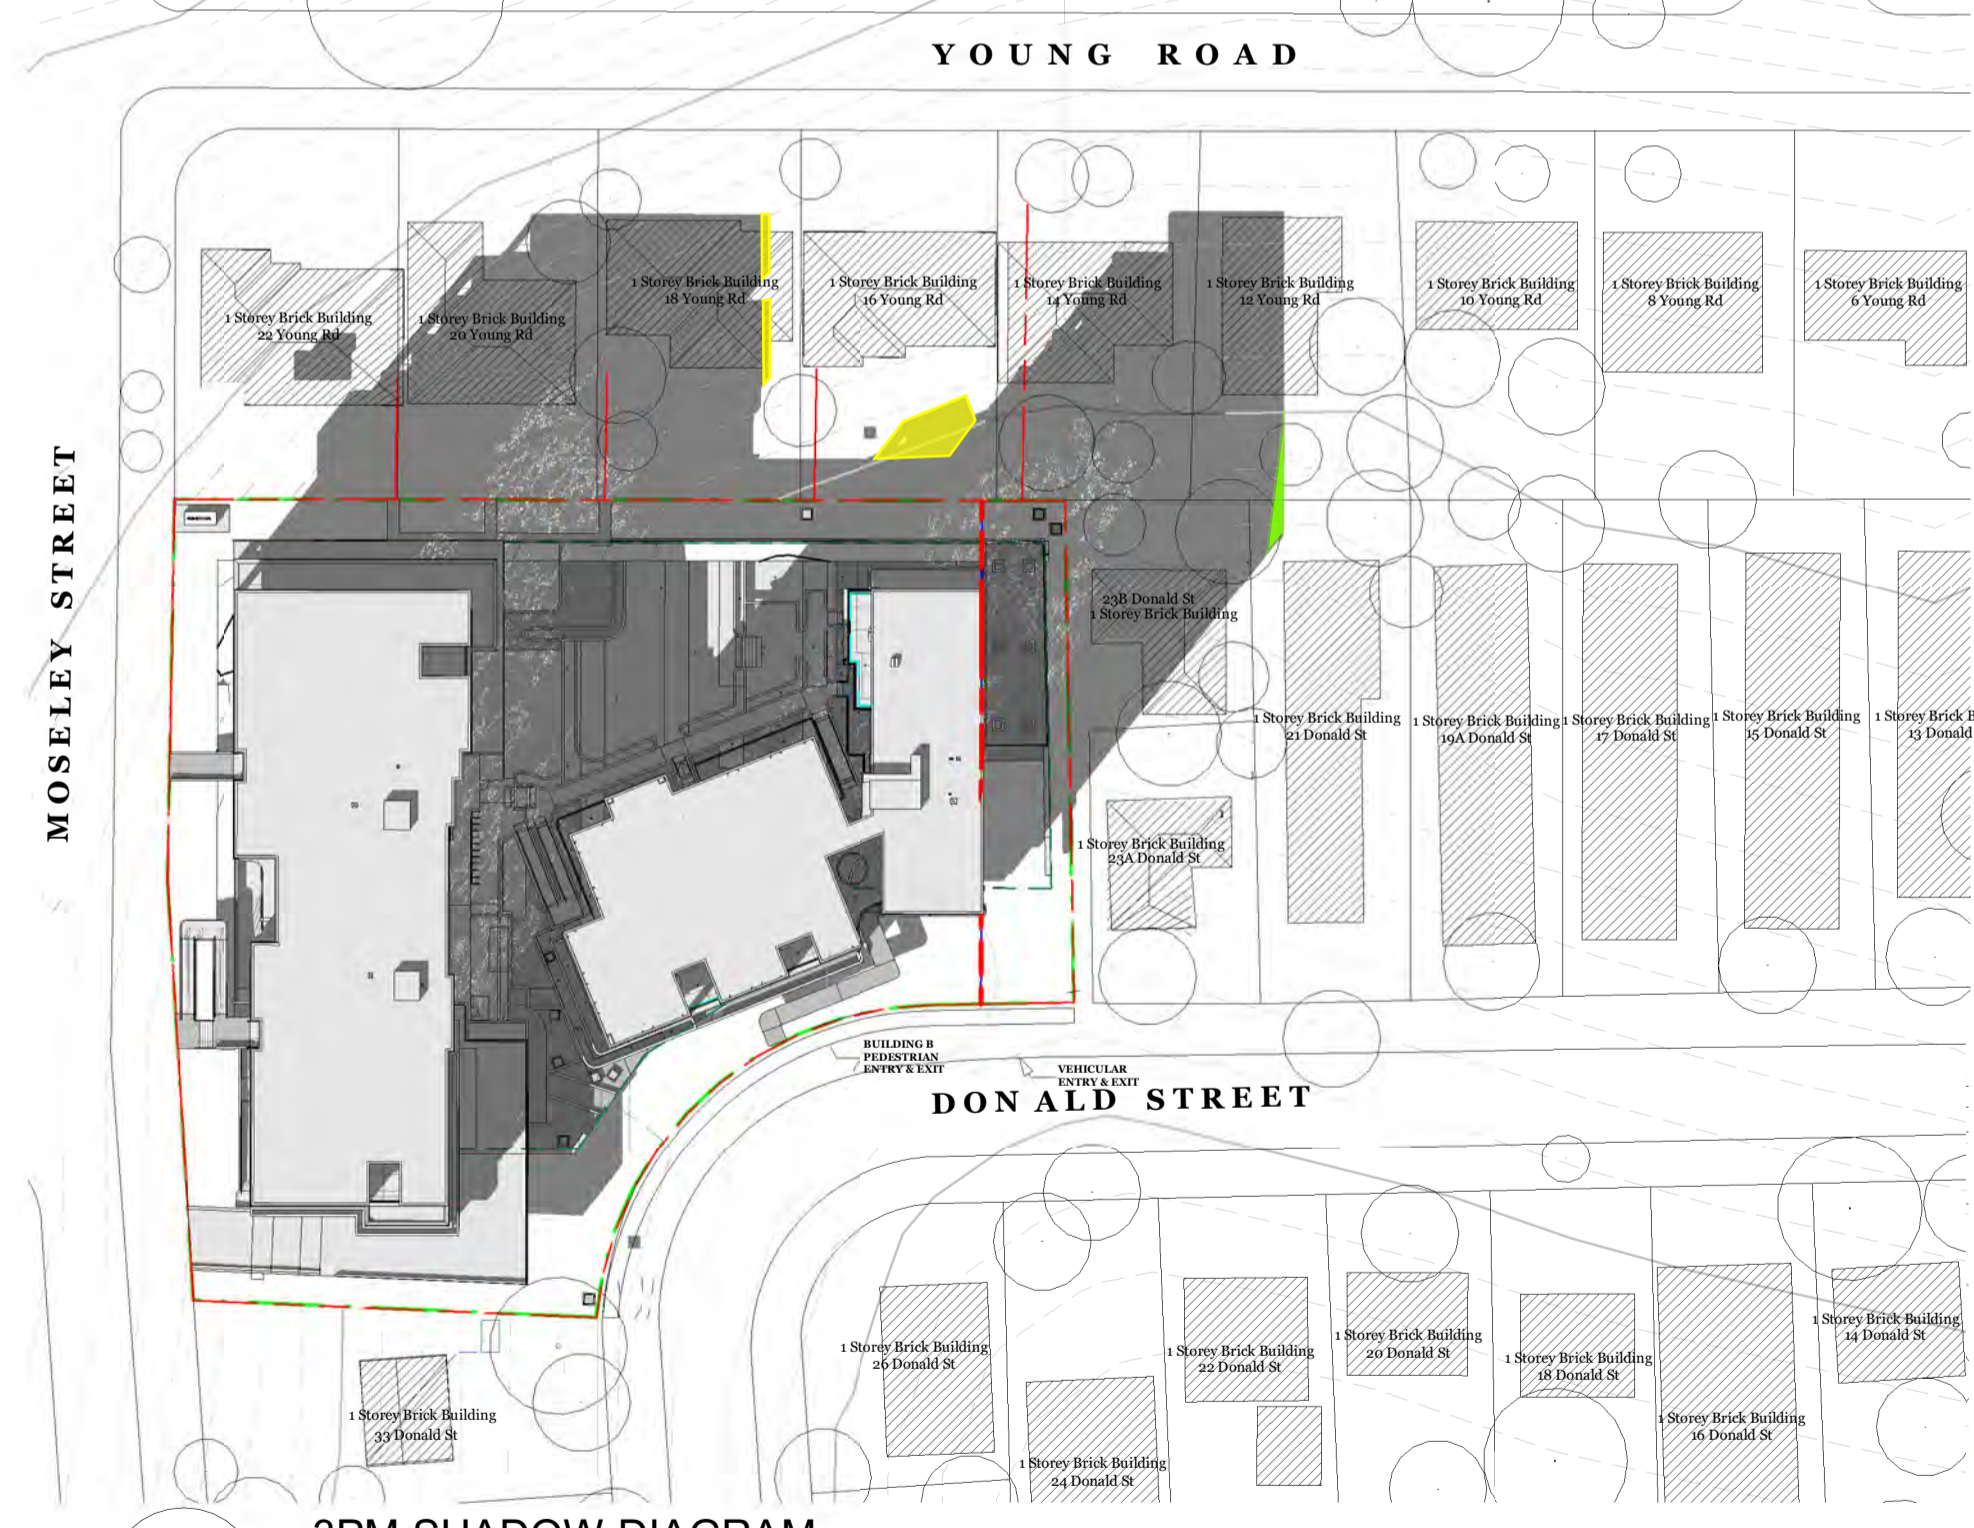 YOUNG ROAD
MOSELEY STREET
1 Storey Brick Building
22 Young Rd
1 Storey Brick Building
20 Young Rd
1 Storey Brick Building
18 Young Rd
1 Storey Brick Building
16 Young Rd
1 Storey Brick Building
14 Young Rd
1 Storey Brick Building
12 Young Rd
1 Storey Brick Building
10 Young Rd
1 Storey Brick Building
8 Young Rd
1 Storey Brick Building
6 Young Rd
23B Donald St
1 Storey Brick Building
1 Storey Brick Building
21 Donald St
1 Storey Brick Building
19A Donald St
1 Storey Brick Building
17 Donald St
1 Storey Brick Building
15 Donald St
1 Storey Brick B
13 Donald
1 Storey Brick Building
23A Donald St
BUILDING B
PEDESTRIAN
ENTRY & EXIT
VEHICULAR
ENTRY & EXIT
DONALD STREET
1 Storey Brick Building
26 Donald St
1 Storey Brick Building
24 Donald St
1 Storey Brick Building
22 Donald St
1 Storey Brick Building
20 Donald St
1 Storey Brick Building
18 Donald St
1 Storey Brick Building
16 Donald St
1 Storey Brick Building
14 Donald St
1 Storey Brick Building
33 Donald St
3PM SHADOW DIAGRAM